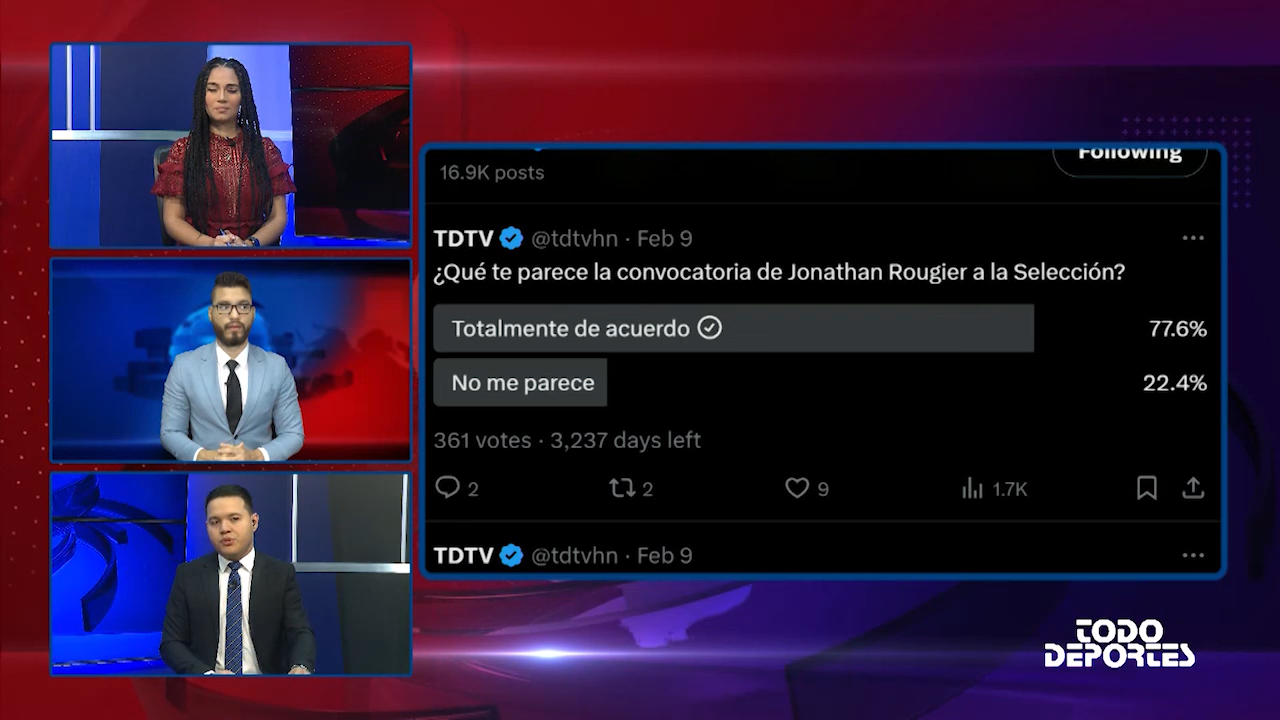 Following
16.9K posts
TDTV @tdtvhn · Feb 9
¿Qué te parece la convocatoria de Jonathan Rougier a la Selección?
Totalmente de acuerdo 77.6%
No me parece 22.4%
361 votes · 3,237 days left
2 2 9 1.7K
TDTV @tdtvhn · Feb 9
TODO
DEPORTES